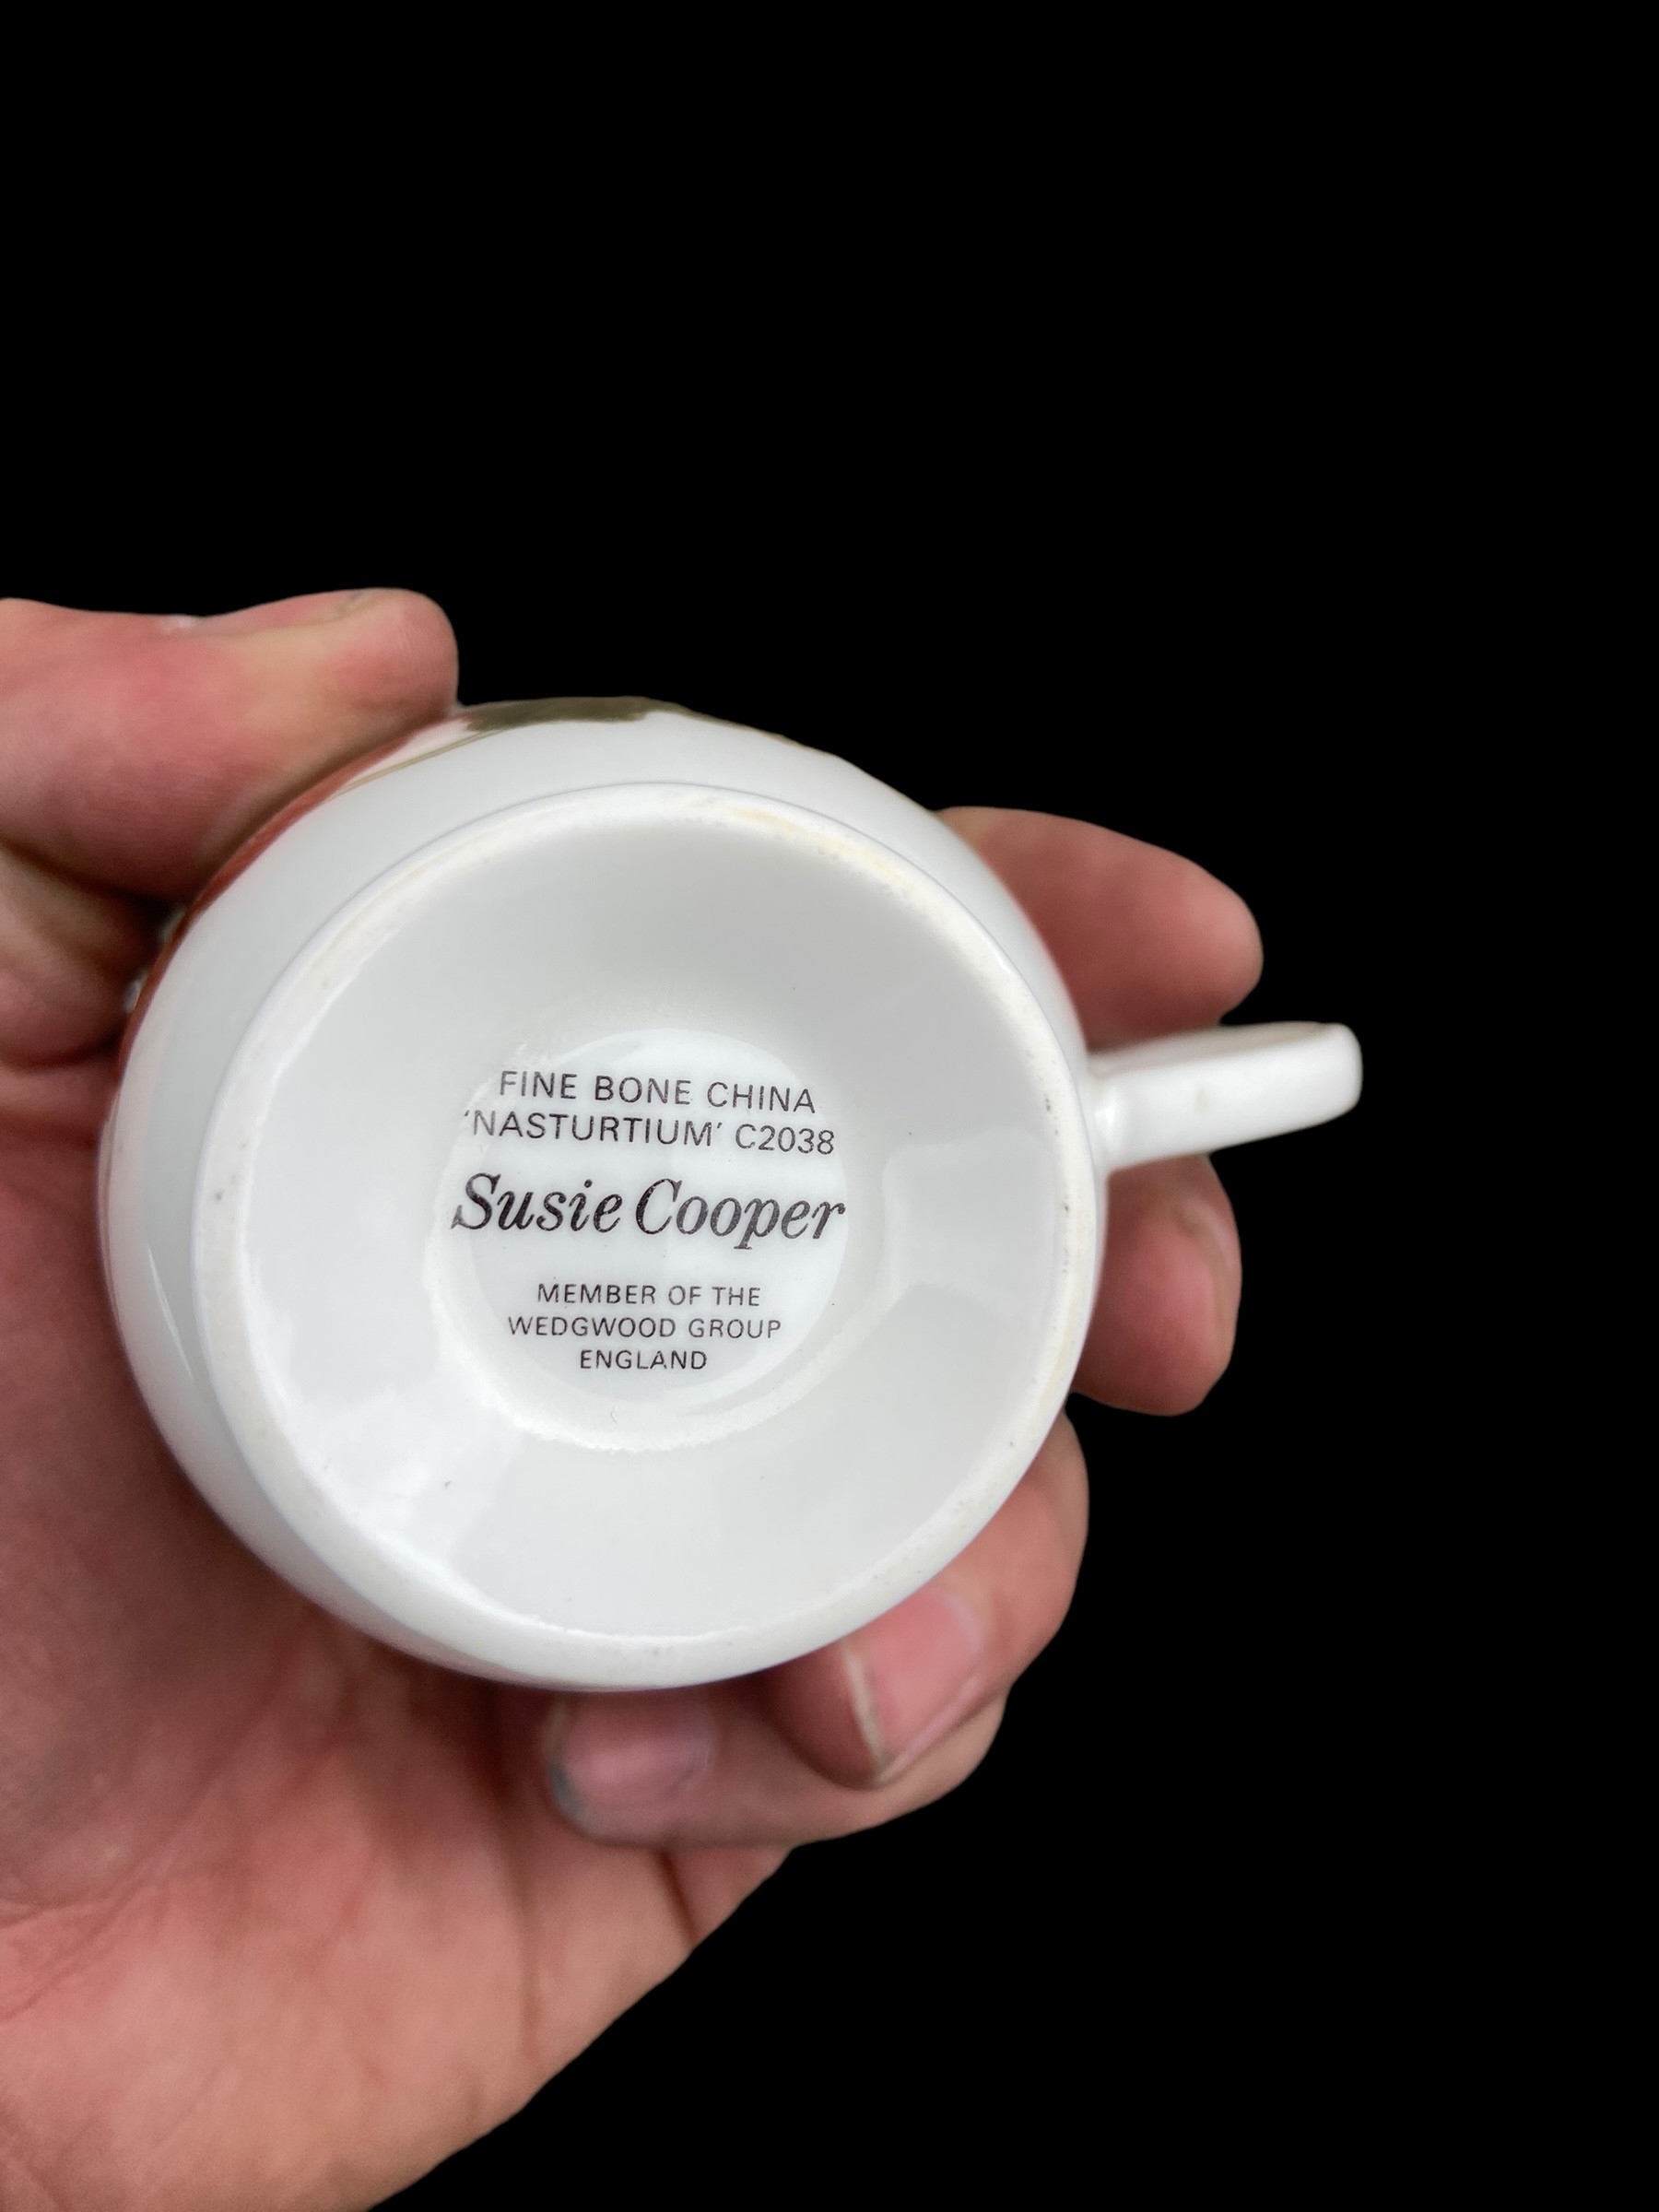 FINE BONE CHINA
'NASTURTIUM' C2038
Susie Cooper
MEMBER OF THE
WEDGWOOD GROUP
ENGLAND